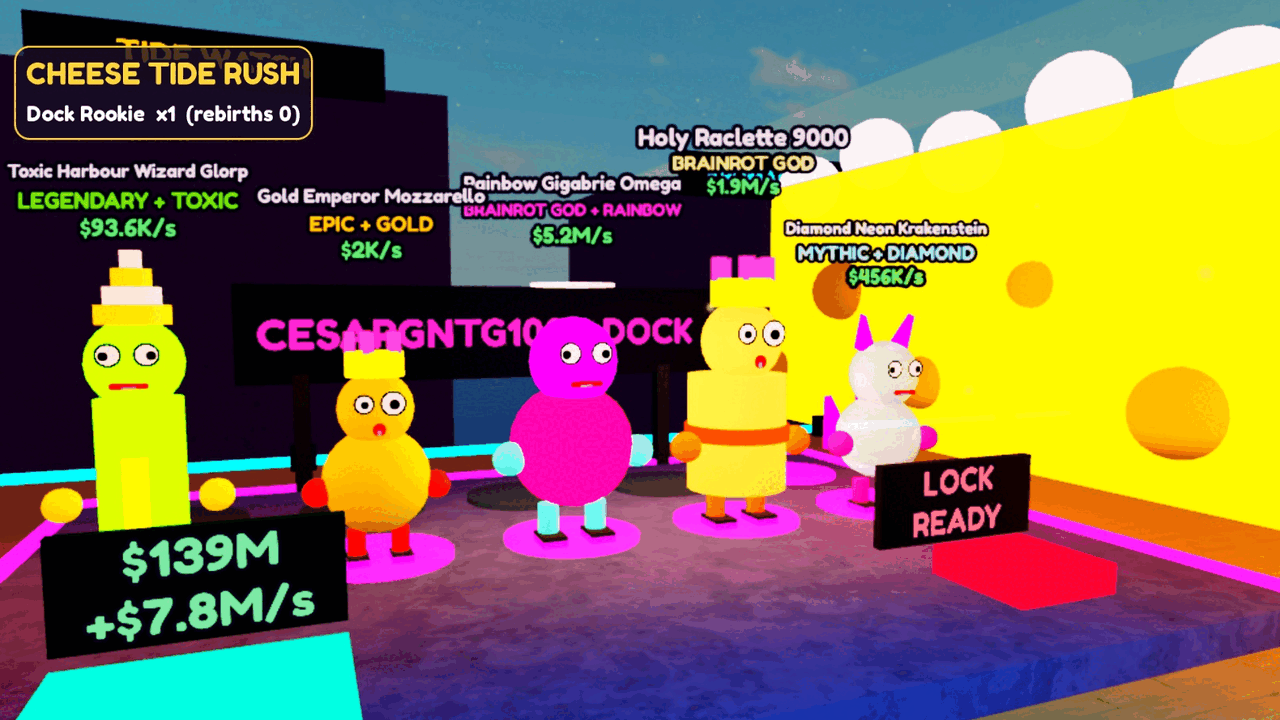 TIDE WATCH
CHEESE TIDE RUSH
Dock Rookie x1 (rebirths 0)
Toxic Harbour Wizard Glorp
LEGENDARY + TOXIC
$93.6K/s
Gold Emperor Mozzarello
EPIC + GOLD
$2K/s
Rainbow Gigabrie Omega
BRAINROT GOD + RAINBOW
$5.2M/s
Holy Raclette 9000
BRAINROT GOD
$1.9M/s
Diamond Neon Krakenstein
MYTHIC + DIAMOND
$456K/s
DOCK
LOCK
READY
$139M
+$7.8M/s